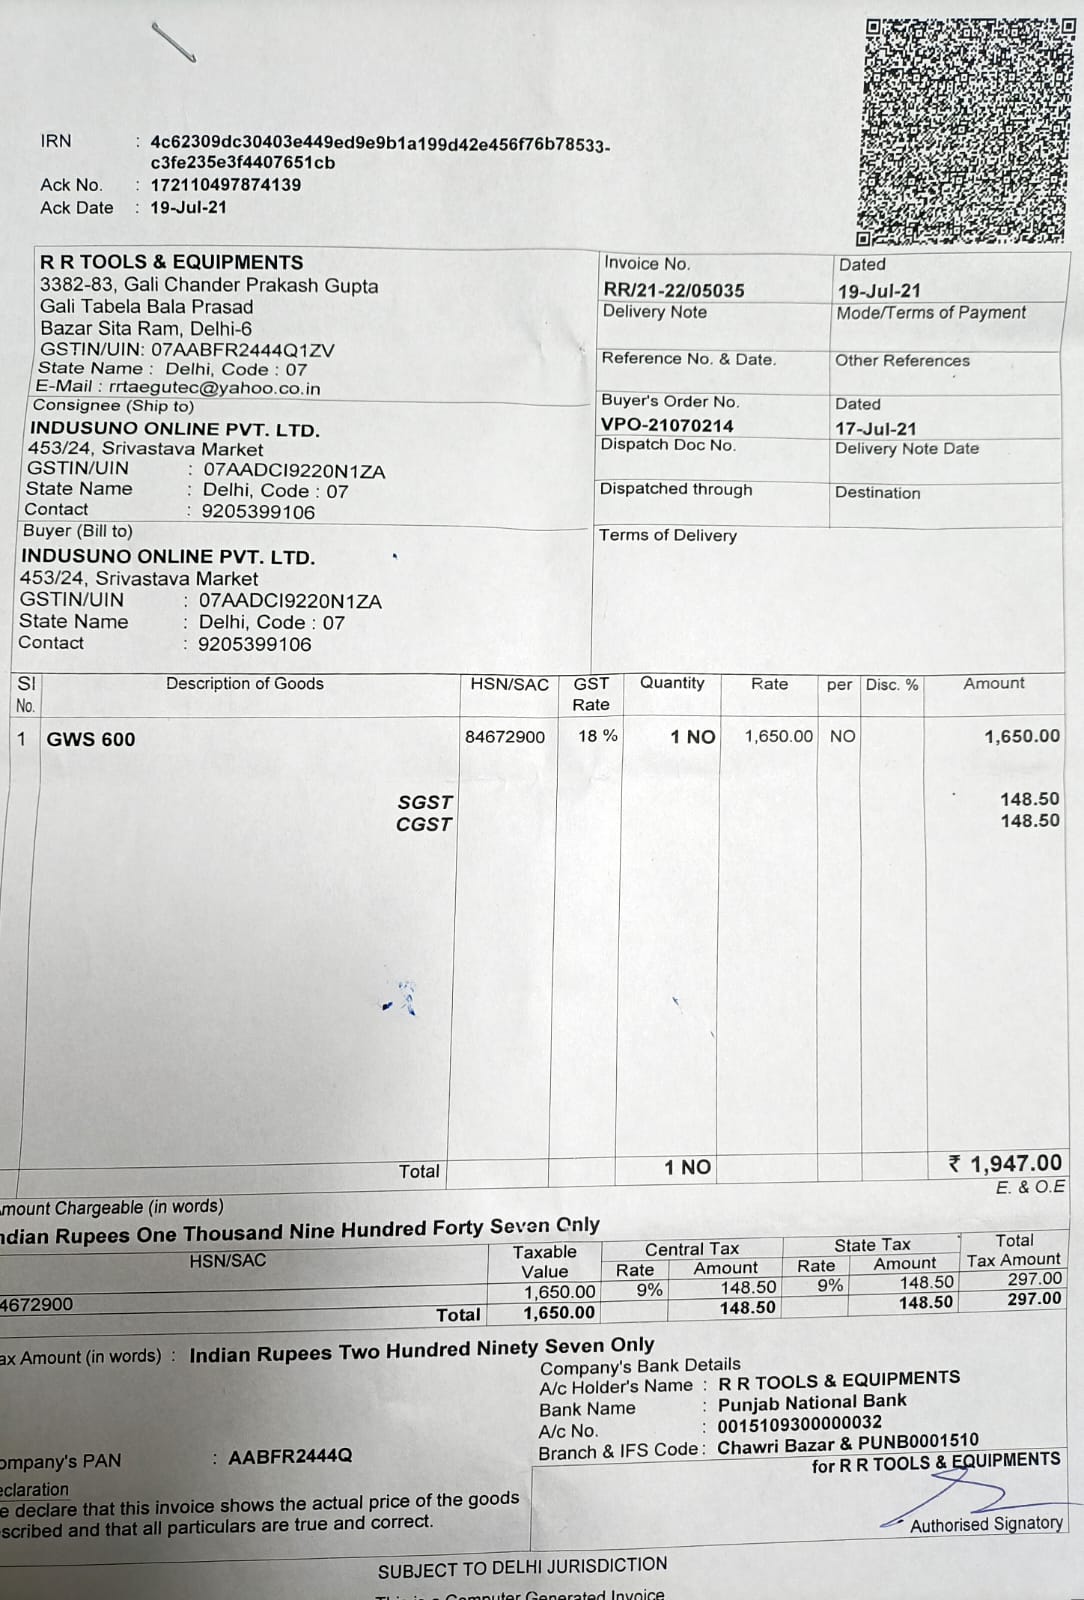 IRN : 4c62309dc30403e449ed9e9b1a199d42e456f76b78533-
c3fe235e3f4407651cb
Ack No. : 172110497874139
Ack Date : 19-Jul-21
R R TOOLS & EQUIPMENTS
3382-83, Gali Chander Prakash Gupta
Gali Tabela Bala Prasad
Bazar Sita Ram, Delhi-6
GSTIN/UIN: 07AABFR2444Q1ZV
State Name : Delhi, Code : 07
E-Mail : rrtaegutec@yahoo.co.in
Consignee (Ship to)
INDUSUNO ONLINE PVT. LTD.
453/24, Srivastava Market
GSTIN/UIN : 07AADCI9220N1ZA
State Name : Delhi, Code : 07
Contact : 9205399106
Buyer (Bill to)
INDUSUNO ONLINE PVT. LTD.
453/24, Srivastava Market
GSTIN/UIN : 07AADCI9220N1ZA
State Name : Delhi, Code : 07
Contact : 9205399106
Invoice No. Dated
RR/21-22/05035 19-Jul-21
Delivery Note Mode/Terms of Payment
Reference No. & Date. Other References
Buyer's Order No. Dated
VPO-21070214 17-Jul-21
Dispatch Doc No. Delivery Note Date
Dispatched through Destination
Terms of Delivery
SI Description of Goods HSN/SAC GST Quantity Rate per Disc. % Amount
No. Rate
1 GWS 600 84672900 18 % 1 NO 1,650.00 NO 1,650.00
SGST 148.50
CGST 148.50
Total 1 NO ₹ 1,947.00
E. & O.E
mount Chargeable (in words)
ndian Rupees One Thousand Nine Hundred Forty Seven Only
HSN/SAC Taxable Central Tax State Tax Total
Value Rate Amount Rate Amount Tax Amount
4672900 1,650.00 9% 148.50 9% 148.50 297.00
Total 1,650.00 148.50 148.50 297.00
ax Amount (in words) : Indian Rupees Two Hundred Ninety Seven Only
Company's Bank Details
A/c Holder's Name : R R TOOLS & EQUIPMENTS
Bank Name : Punjab National Bank
A/c No. : 0015109300000032
Branch & IFS Code : Chawri Bazar & PUNB0001510
ompany's PAN : AABFR2444Q
eclaration
e declare that this invoice shows the actual price of the goods
scribed and that all particulars are true and correct.
for R R TOOLS & EQUIPMENTS
Authorised Signatory
SUBJECT TO DELHI JURISDICTION
This is a Computer Generated Invoice